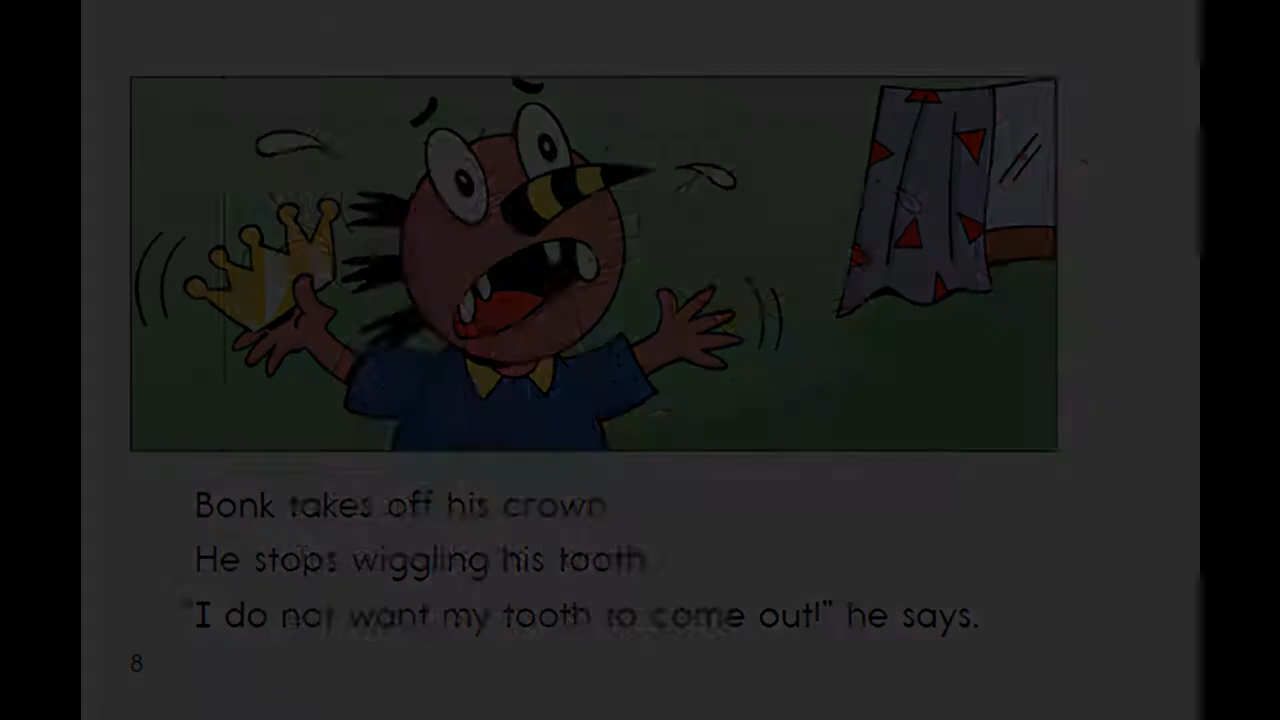 Bonk takes off his crown
He stops wiggling his tooth
"I do not want my tooth to come out!" he says.
8